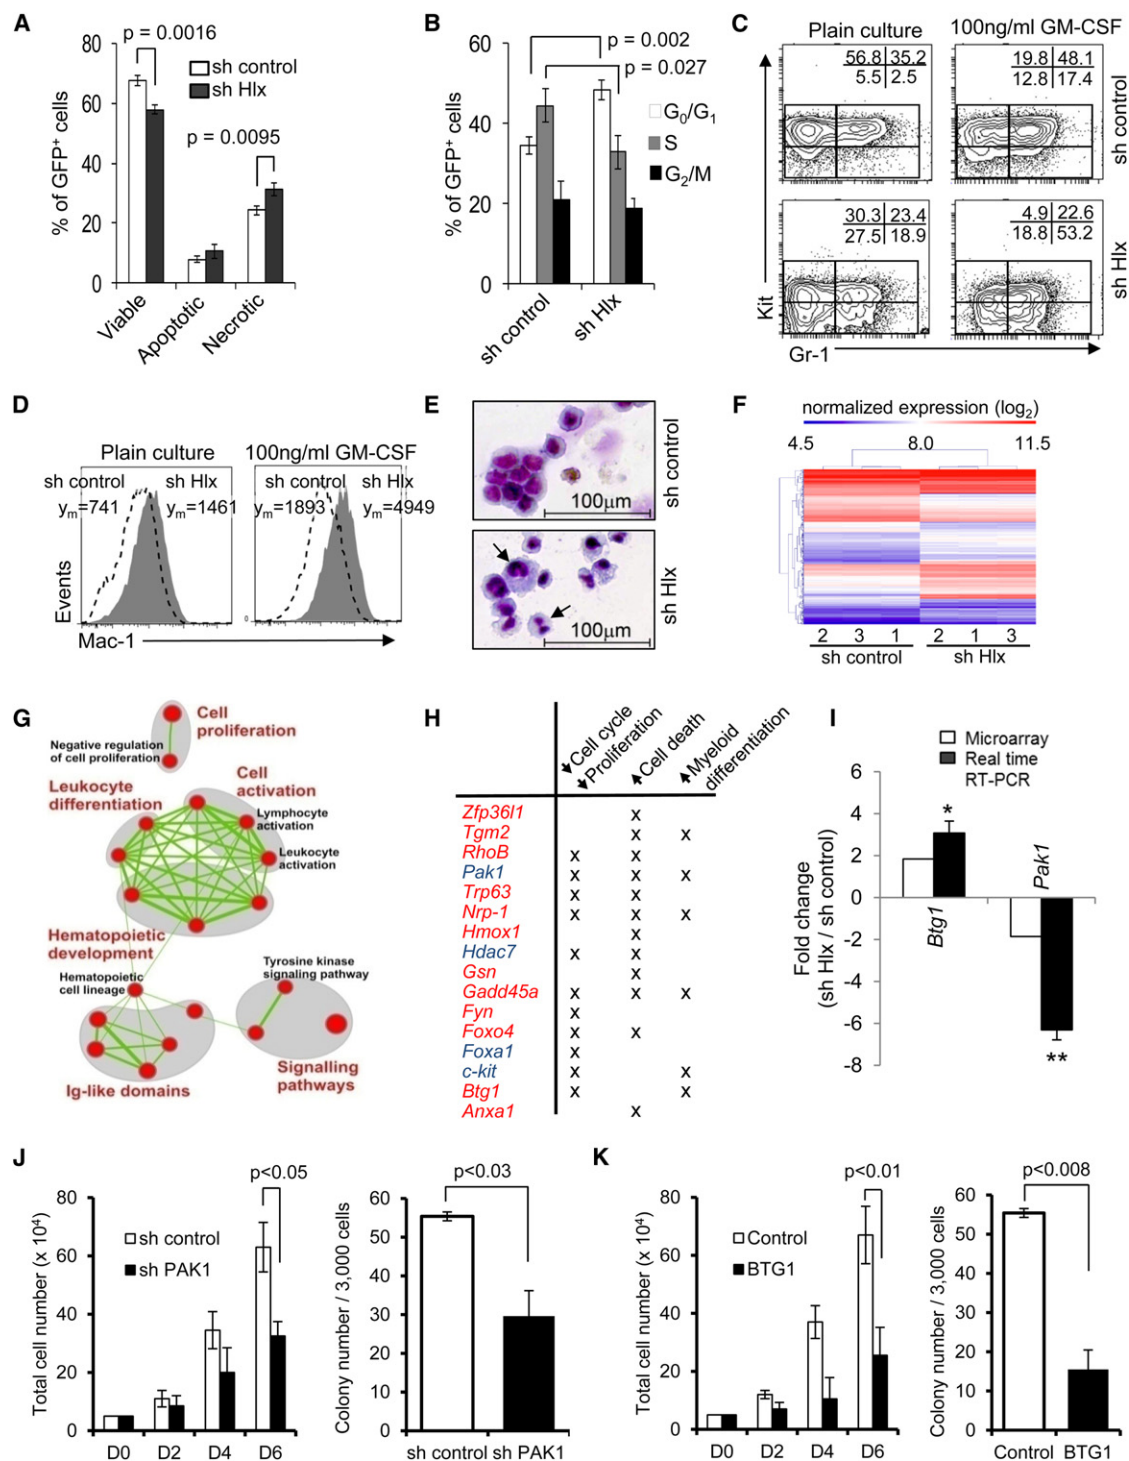 A
p = 0.0016
sh control
sh Hlx
p = 0.0095
% of GFP+ cells
80
60
40
20
0
Viable
Apoptotic
Necrotic
B
p = 0.002
p = 0.027
G0/G1
S
G2/M
% of GFP+ cells
60
40
20
0
sh control
sh Hlx
C
Plain culture
100ng/ml GM-CSF
56.8 35.2
5.5 2.5
19.8 48.1
12.8 17.4
sh control
30.3 23.4
27.5 18.9
4.9 22.6
18.8 53.2
sh Hlx
Kit
Gr-1
D
Plain culture
100ng/ml GM-CSF
sh control
sh Hlx
ym=741
ym=1461
sh control
sh Hlx
ym=1893
ym=4949
Events
0
Mac-1
E
100µm
sh control
100µm
sh Hlx
F
normalized expression (log2)
4.5 8.0 11.5
2 3 1 2 1 3
sh control sh Hlx
G
Cell
proliferation
Negative regulation
of cell proliferation
Leukocyte
differentiation
Cell
activation
Lymphocyte
activation
Leukocyte
activation
Hematopoietic
development
Hematopoietic
cell lineage
Tyrosine kinase
signaling pathway
Signalling
pathways
Ig-like domains
H
Cell cycle
Proliferation
Cell death
Myeloid
differentiation
Zfp36l1 x
Tgm2 x x
RhoB x x
Pak1 x x x
Trp63 x x
Nrp-1 x x x
Hmox1 x
Hdac7 x x
Gsn x
Gadd45a x x x
Fyn x
Foxo4 x x
Foxa1 x
c-kit x x
Btg1 x x
Anxa1 x
I
Microarray
Real time
RT-PCR
Fold change
(sh Hlx / sh control)
6
4
2
0
-2
-4
-6
-8
*
Btg1
Pak1
**
J
p<0.05
sh control
sh PAK1
Total cell number (x 10⁴)
80
60
40
20
0
D0 D2 D4 D6
p<0.03
Colony number / 3,000 cells
60
50
40
30
20
10
0
sh control sh PAK1
K
p<0.01
Control
BTG1
Total cell number (x 10⁴)
80
60
40
20
0
D0 D2 D4 D6
p<0.008
Colony number / 3,000 cells
60
50
40
30
20
10
0
Control BTG1